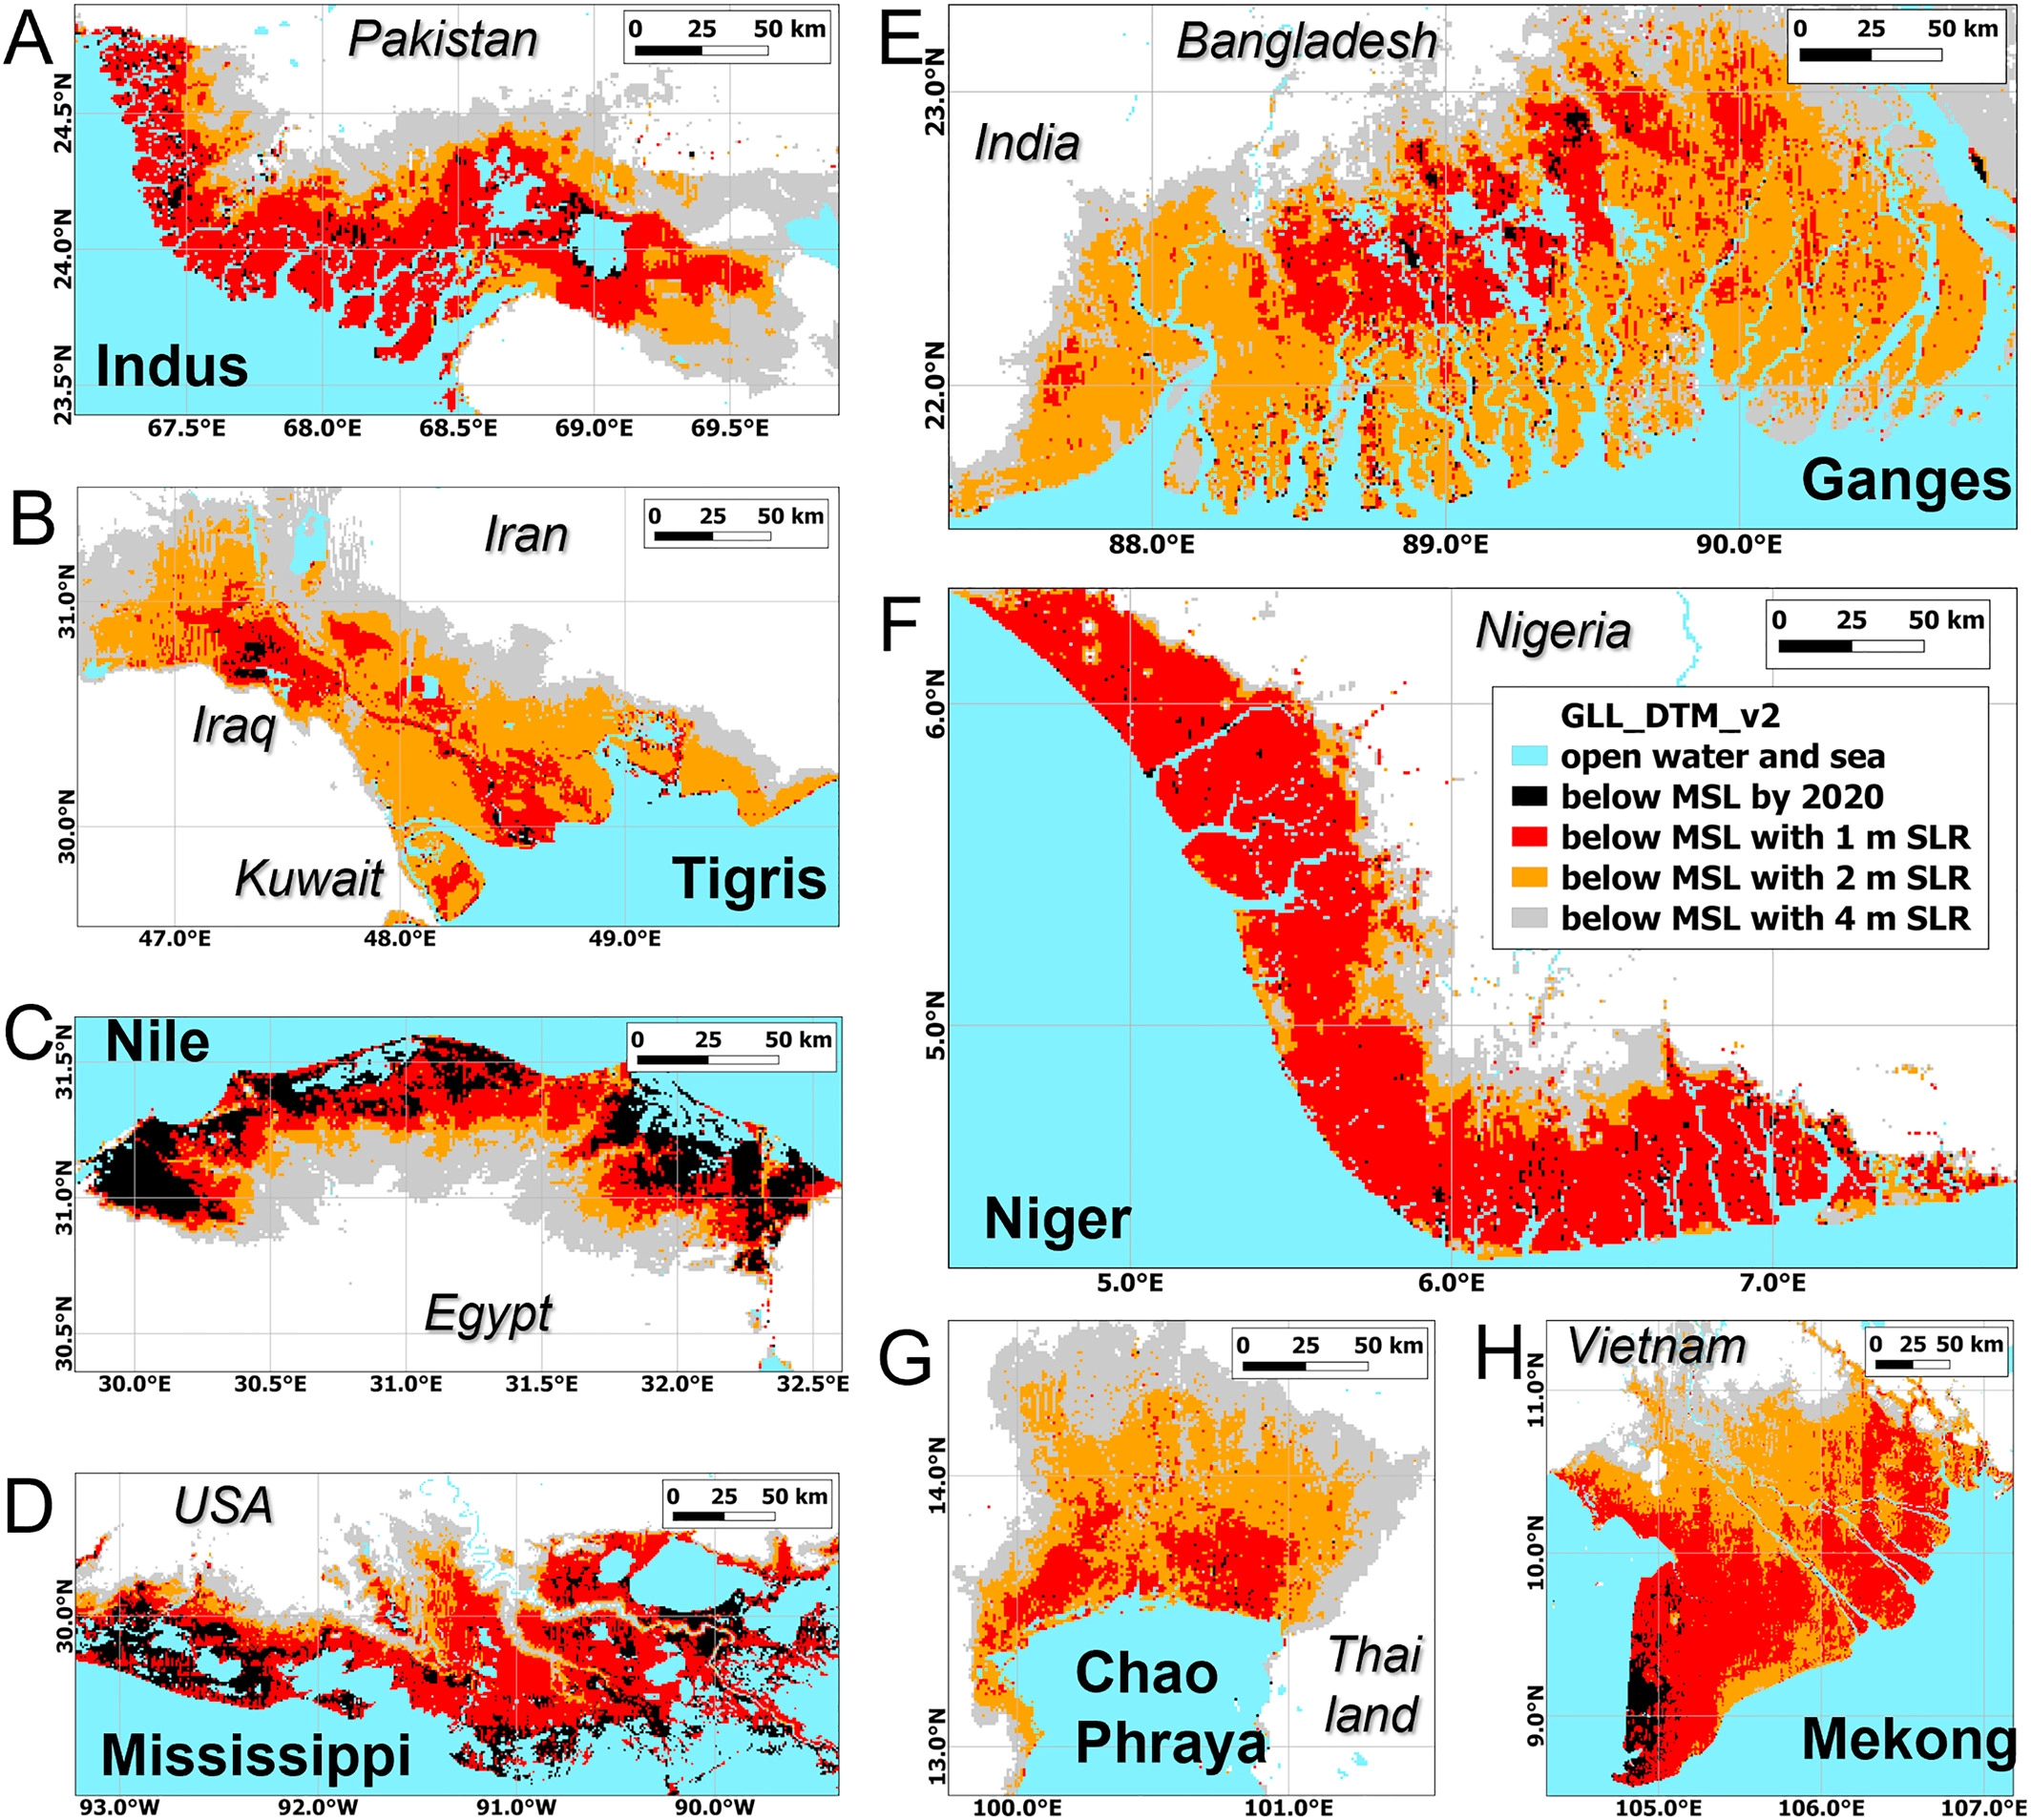 A
Pakistan
0 25 50 km
24.5°N
24.0°N
23.5°N
Indus
67.5°E 68.0°E 68.5°E 69.0°E 69.5°E
B
Iran
0 25 50 km
31.0°N
Iraq
30.0°N
Kuwait
Tigris
47.0°E 48.0°E 49.0°E
C
Nile
0 25 50 km
31.5°N
31.0°N
30.5°N
Egypt
30.0°E 30.5°E 31.0°E 31.5°E 32.0°E 32.5°E
D
USA
0 25 50 km
30.0°N
Mississippi
93.0°W 92.0°W 91.0°W 90.0°W
E
Bangladesh
0 25 50 km
23.0°N
India
22.0°N
Ganges
88.0°E 89.0°E 90.0°E
F
Nigeria
0 25 50 km
6.0°N
GLL_DTM_v2
open water and sea
below MSL by 2020
below MSL with 1 m SLR
below MSL with 2 m SLR
below MSL with 4 m SLR
5.0°N
Niger
5.0°E 6.0°E 7.0°E
G
0 25 50 km
14.0°N
Thai
land
Chao
Phraya
13.0°N
100.0°E 101.0°E
H
Vietnam
0 25 50 km
11.0°N
10.0°N
9.0°N
Mekong
105.0°E 106.0°E 107.0°E